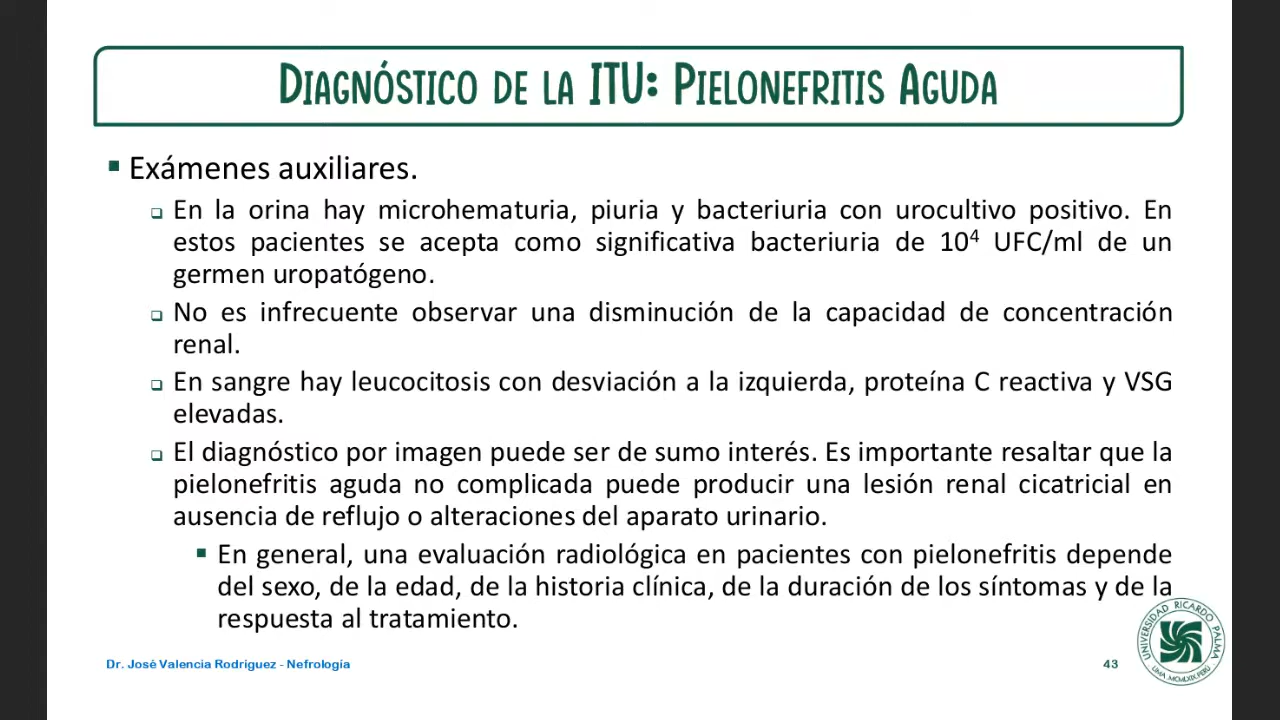 DIAGNÓSTICO DE LA ITU: PIELONEFRITIS AGUDA
▪ Exámenes auxiliares.
❑ En la orina hay microhematuria, piuria y bacteriuria con urocultivo positivo. En
estos pacientes se acepta como significativa bacteriuria de 10⁴ UFC/ml de un
germen uropatógeno.
❑ No es infrecuente observar una disminución de la capacidad de concentración
renal.
❑ En sangre hay leucocitosis con desviación a la izquierda, proteína C reactiva y VSG
elevadas.
❑ El diagnóstico por imagen puede ser de sumo interés. Es importante resaltar que la
pielonefritis aguda no complicada puede producir una lesión renal cicatricial en
ausencia de reflujo o alteraciones del aparato urinario.
▪ En general, una evaluación radiológica en pacientes con pielonefritis depende
del sexo, de la edad, de la historia clínica, de la duración de los síntomas y de la
respuesta al tratamiento.
Dr. José Valencia Rodríguez - Nefrología
43
UNIVERSIDAD RICARDO PALMA
LIMA, MCMLXIX, PERÚ